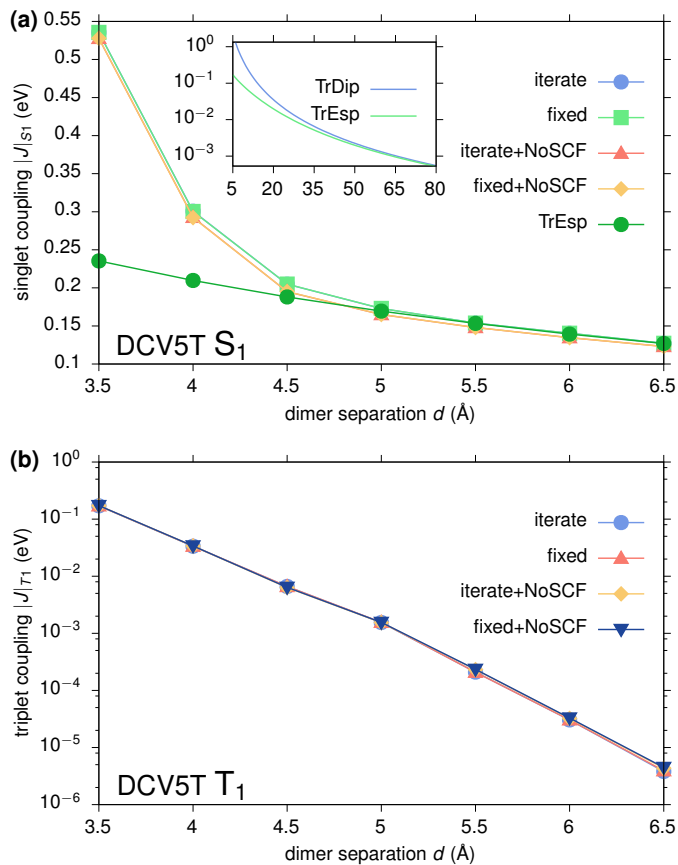 (a)
singlet coupling |J|S1 (eV)
0.55
0.5
0.45
0.4
0.35
0.3
0.25
0.2
0.15
0.1
10^0
10^-1
10^-2
10^-3
TrDip
TrEsp
5 20 35 50 65 80
iterate
fixed
iterate+NoSCF
fixed+NoSCF
TrEsp
DCV5T S1
3.5 4 4.5 5 5.5 6 6.5
dimer separation d (Å)
(b)
triplet coupling |J|T1 (eV)
10^0
10^-1
10^-2
10^-3
10^-4
10^-5
10^-6
iterate
fixed
iterate+NoSCF
fixed+NoSCF
DCV5T T1
3.5 4 4.5 5 5.5 6 6.5
dimer separation d (Å)